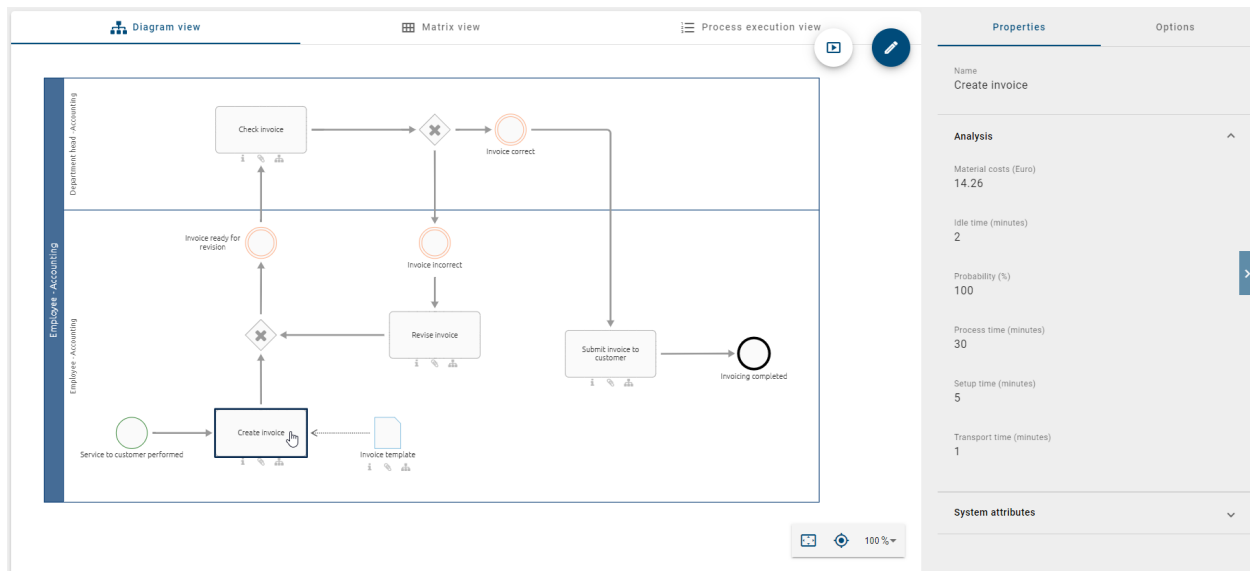 Diagram view
Matrix view
Process execution view
Properties
Options
Name
Create invoice
Analysis
Material costs (Euro)
14.26
Idle time (minutes)
2
Probability (%)
100
Process time (minutes)
30
Setup time (minutes)
5
Transport time (minutes)
1
System attributes
Employee - Accounting
Department head - Accounting
Check invoice
Invoice correct
Employee - Accounting
Invoice ready for
revision
Invoice incorrect
Revise invoice
Submit invoice to
customer
Invoicing completed
Create invoice
Service to customer performed
Invoice template
100 %